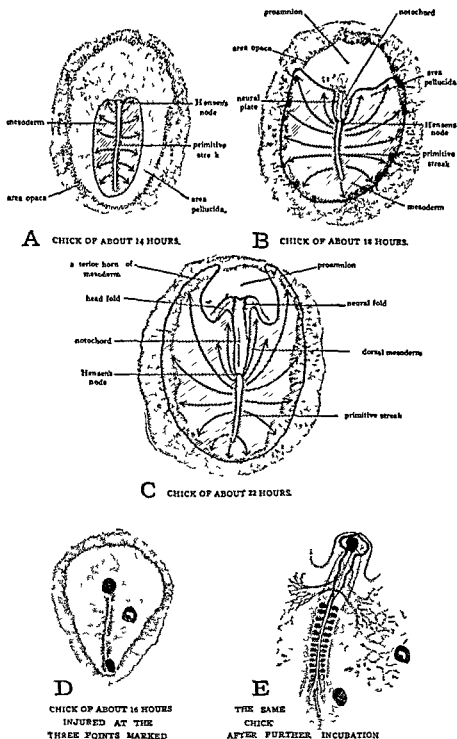 Hensen's
node
mesoderm
primitive
stre k
area opaca
area
pellucida.
A CHICK OF ABOUT 14 HOURS.
proamnion
notochord
area opaca
area
pellucida
neural
plate
Hensens
node
primitive
streak
mesoderm
B CHICK OF ABOUT 18 HOURS.
a terior horn of
mesoderm.
proamnion
head fold
neural fold
notochord
dorsal mesoderm
Hensen's
node
primitive streak
C CHICK OF ABOUT 22 HOURS.
D
CHICK OF ABOUT 16 HOURS
INJURED AT THE
THREE POINTS MARKED
E
THE SAME
CHICK
AFTER FURTHER INCUBATION